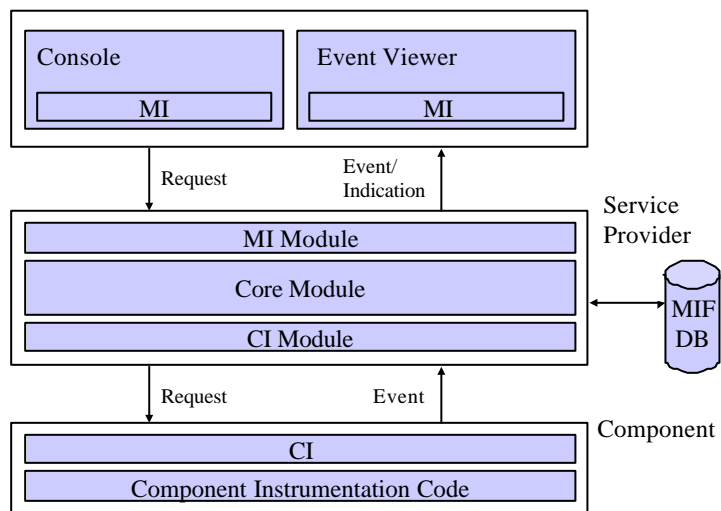 Console
MI
Event Viewer
MI
Request
Event/
Indication
Service
Provider
MI Module
Core Module
CI Module
MIF
DB
Request
Event
Component
CI
Component Instrumentation Code